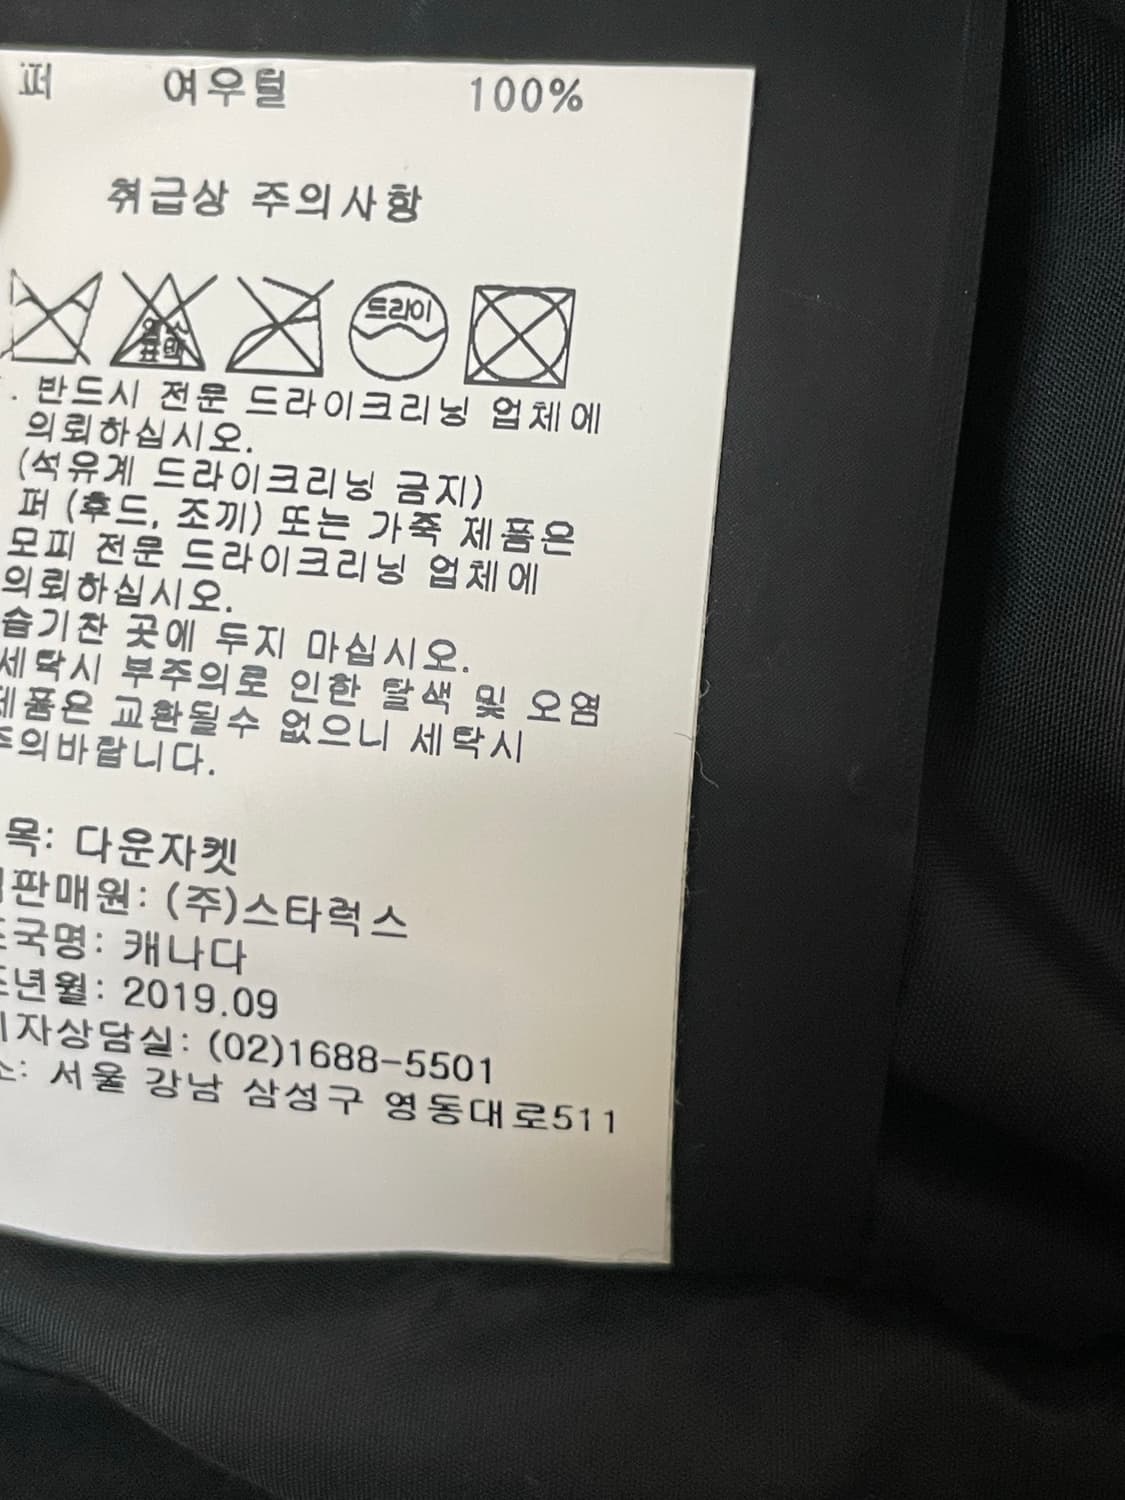 퍼 여우털 100%
취급상 주의사항
염소 표백
드라이
. 반드시 전문 드라이크리닝 업체에
의뢰하십시오.
(석유계 드라이크리닝 금지)
퍼 (후드, 조끼) 또는 가죽 제품은
모피 전문 드라이크리닝 업체에
의뢰하십시오.
습기찬 곳에 두지 마십시오.
세탁시 부주의로 인한 탈색 및 오염
제품은 교환될수 없으니 세탁시
주의바랍니다.
목: 다운자켓
판매원: (주)스타럭스
국명: 캐나다
년월: 2019.09
자상담실: (02)1688-5501
소: 서울 강남 삼성구 영동대로511